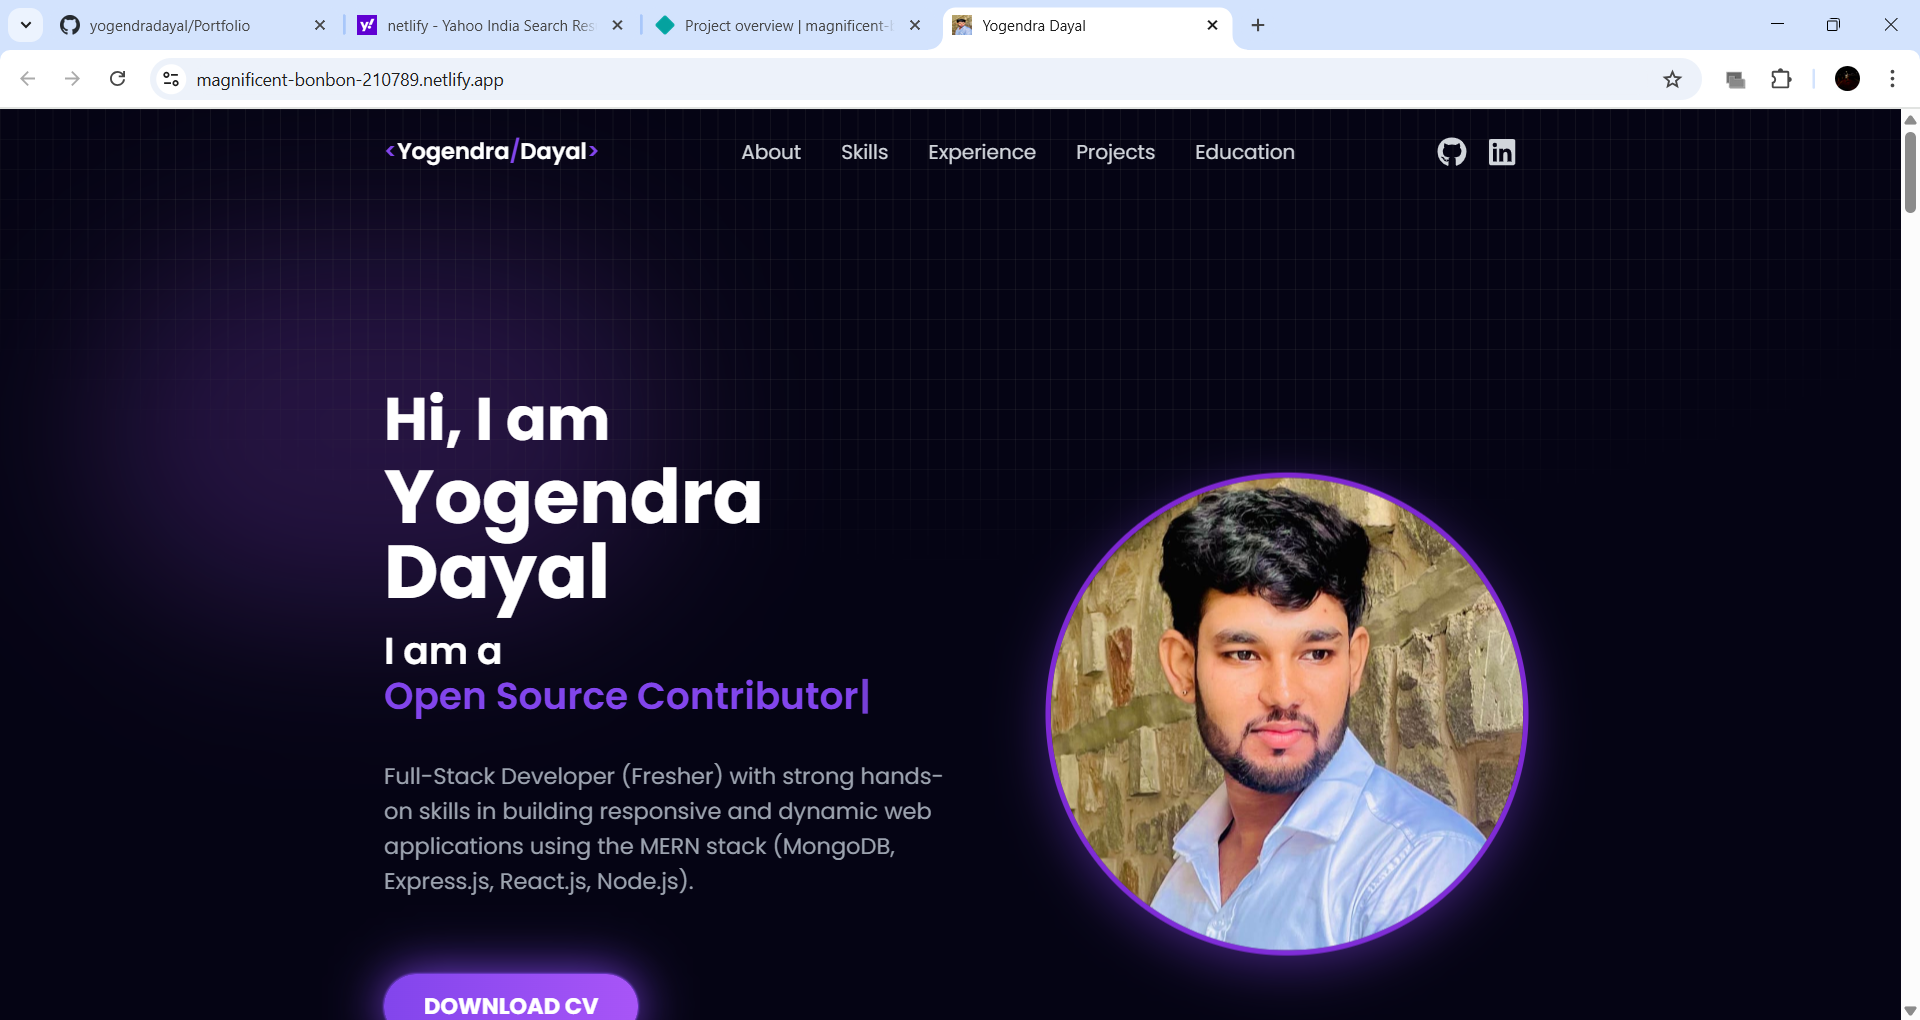 yogendradayal/Portfolio
netlify - Yahoo India Search Res
Project overview | magnificent-b
Yogendra Dayal
magnificent-bonbon-210789.netlify.app
<Yogendra/Dayal>
About
Skills
Experience
Projects
Education
Hi, I am
Yogendra
Dayal
I am a
Open Source Contributor|
Full-Stack Developer (Fresher) with strong hands-
on skills in building responsive and dynamic web
applications using the MERN stack (MongoDB,
Express.js, React.js, Node.js).
DOWNLOAD CV